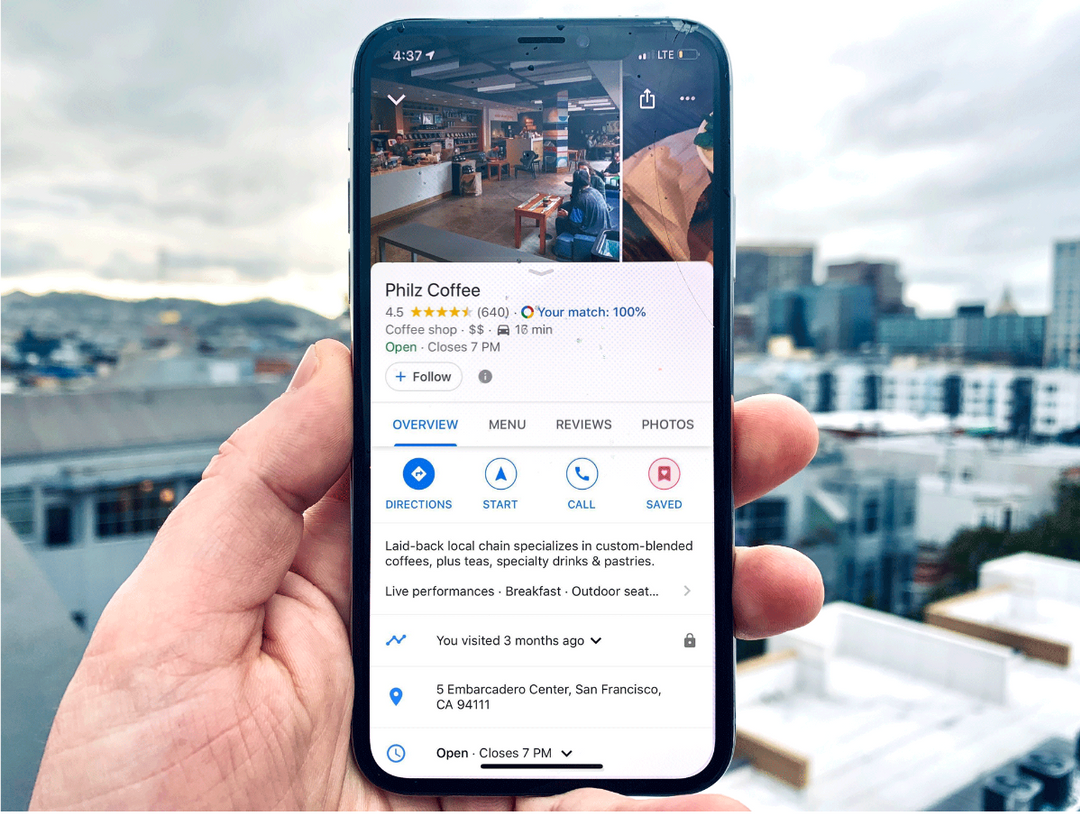 4:37 LTE
Philz Coffee
4.5 (640) · Your match: 100%
Coffee shop · $$ · 16 min
Open · Closes 7 PM
+ Follow
OVERVIEW MENU REVIEWS PHOTOS
DIRECTIONS START CALL SAVED
Laid-back local chain specializes in custom-blended
coffees, plus teas, specialty drinks & pastries.
Live performances · Breakfast · Outdoor seat...
You visited 3 months ago
5 Embarcadero Center, San Francisco,
CA 94111
Open · Closes 7 PM